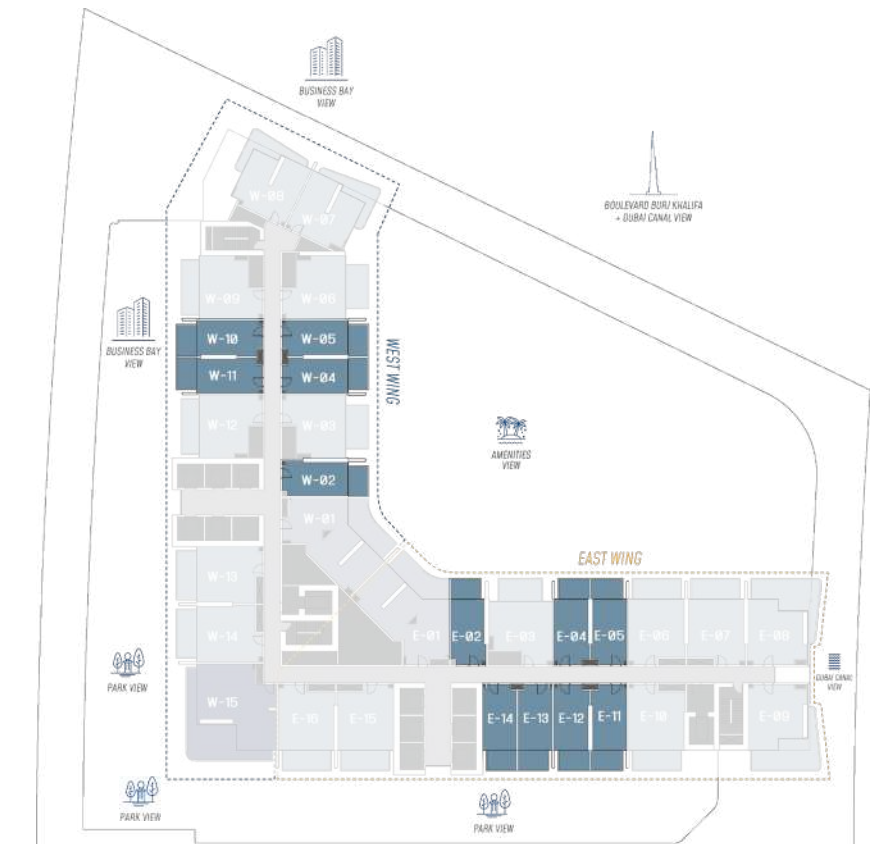 BUSINESS BAY
VIEW
BOULEVARD BURJ KHALIFA
+ DUBAI CANAL VIEW
W-08
W-07
W-09
W-06
BUSINESS BAY
VIEW
W-10
W-05
W-11
W-04
WEST WING
W-12
W-03
AMENITIES
VIEW
W-02
W-01
EAST WING
W-13
W-14
E-01
E-02
E-03
E-04
E-05
E-06
E-07
E-08
PARK VIEW
DUBAI CANAL
VIEW
W-15
E-16
E-15
E-14
E-13
E-12
E-11
E-10
E-09
PARK VIEW
PARK VIEW